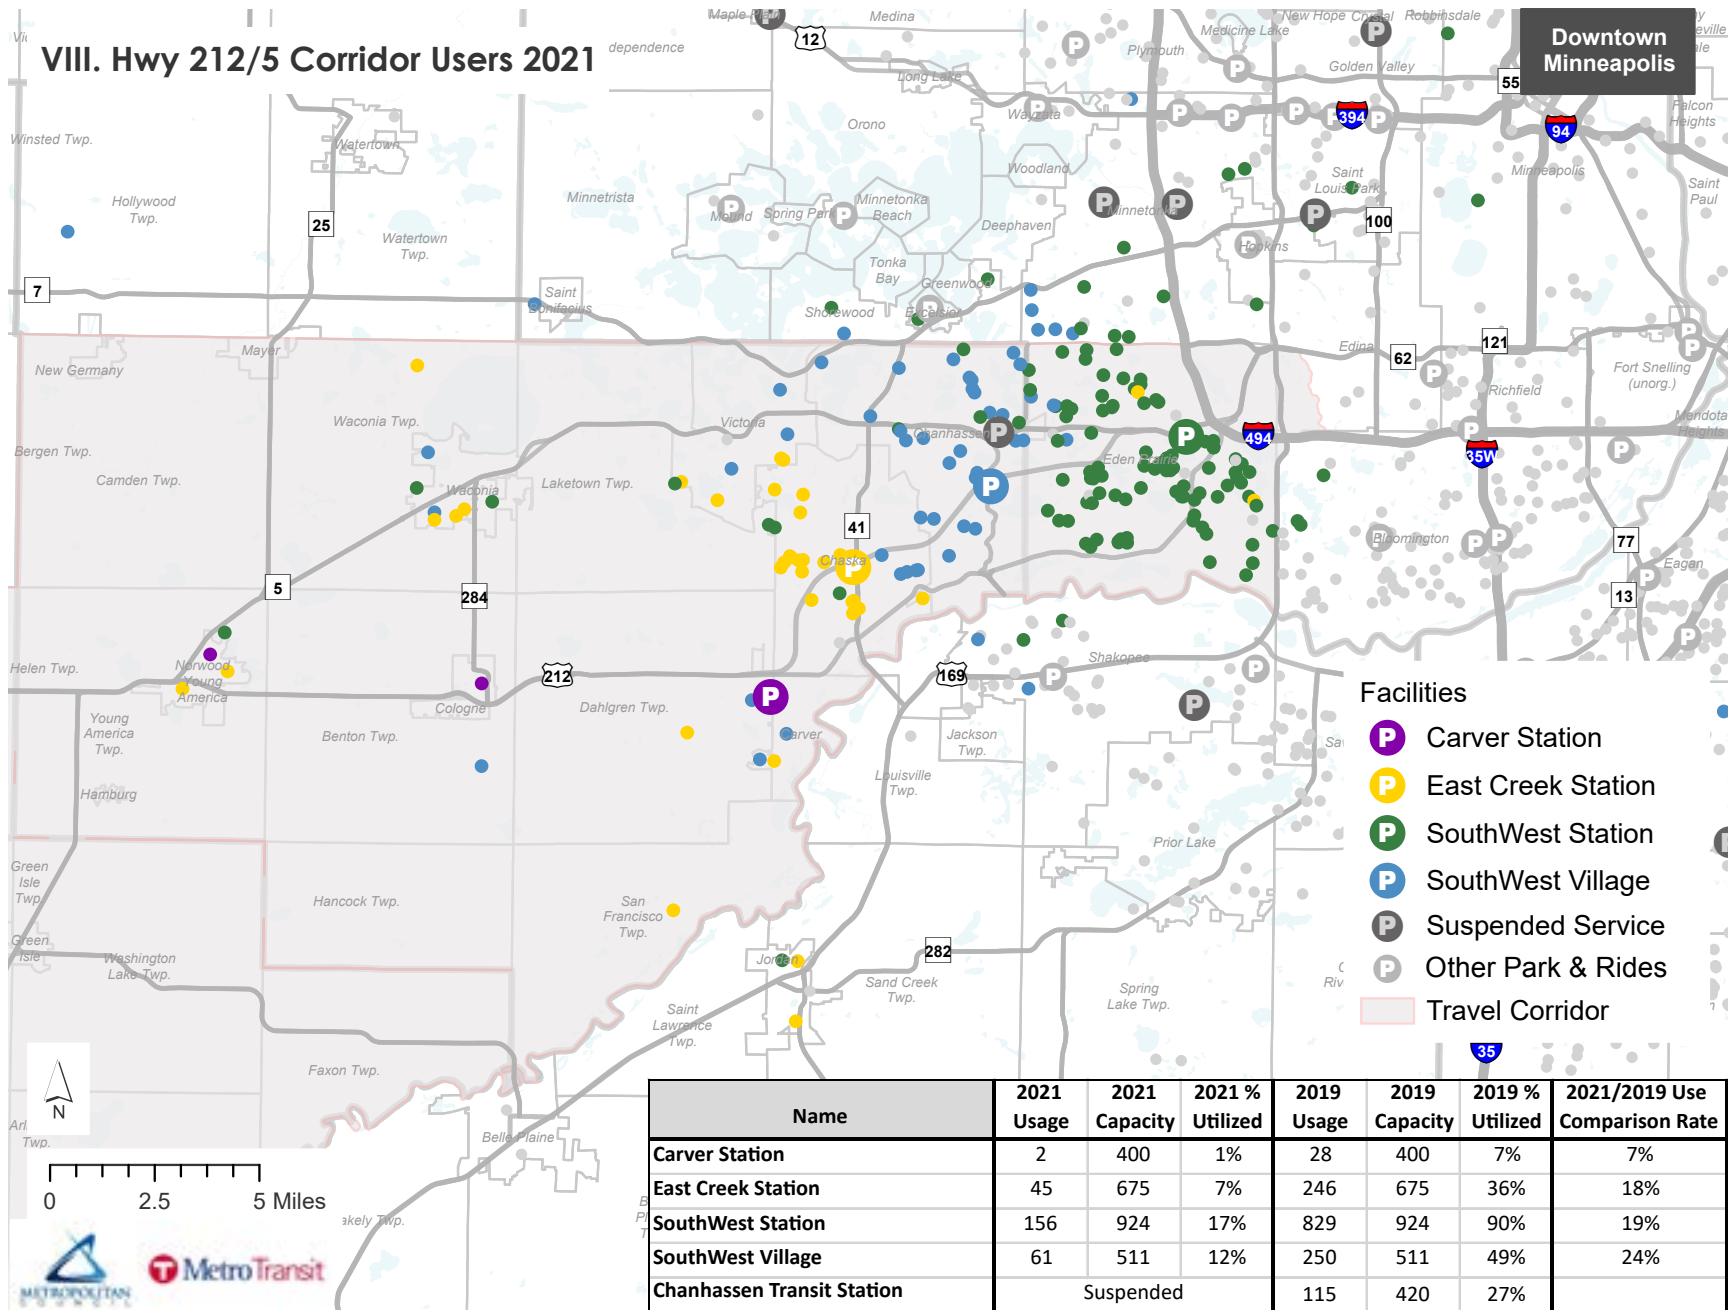 VIII. Hwy 212/5 Corridor Users 2021
Downtown
Minneapolis
Maple Plain
Medina
New Hope
Crystal
Robbinsdale
dependence
12
Plymouth
Medicine Lake
Golden Valley
55
Long Lake
Wayzata
394
94
Falcon
Heights
Winsted Twp.
Watertown
Orono
Woodland
Minneapolis
Saint
Louis Park
Saint
Paul
Hollywood
Twp.
25
Minnetrista
Mound
Spring Park
Minnetonka
Beach
Minnetonka
100
Watertown
Twp.
Deephaven
Hopkins
Tonka
Bay
Greenwood
7
Saint
Bonifacius
Shorewood
Excelsior
Mayer
Edina
62
121
New Germany
Richfield
Fort Snelling
(unorg.)
Waconia Twp.
Victoria
Chanhassen
Mendota
Heights
494
35W
Bergen Twp.
Camden Twp.
Waconia
Laketown Twp.
Eden Prairie
41
Bloomington
77
Eagan
Chaska
5
284
13
Helen Twp.
Norwood
Young
America
212
169
Shakopee
Cologne
Dahlgren Twp.
Carver
Young
America
Twp.
Benton Twp.
Jackson
Twp.
Hamburg
Louisville
Twp.
Prior Lake
Green
Isle
Twp.
Hancock Twp.
San
Francisco
Twp.
Green
Isle
Washington
Lake Twp.
Jordan
282
Sand Creek
Twp.
Spring
Lake Twp.
Saint
Lawrence
Twp.
Faxon Twp.
35
Belle Plaine
Facilities
P Carver Station
P East Creek Station
P SouthWest Station
P SouthWest Village
P Suspended Service
P Other Park & Rides
Travel Corridor
N
0 2.5 5 Miles
akely Twp.
METROPOLITAN
COUNCIL
MetroTransit
Name 2021 Usage 2021 Capacity 2021 % Utilized 2019 Usage 2019 Capacity 2019 % Utilized 2021/2019 Use Comparison Rate
Carver Station 2 400 1% 28 400 7% 7%
East Creek Station 45 675 7% 246 675 36% 18%
SouthWest Station 156 924 17% 829 924 90% 19%
SouthWest Village 61 511 12% 250 511 49% 24%
Chanhassen Transit Station Suspended 115 420 27%